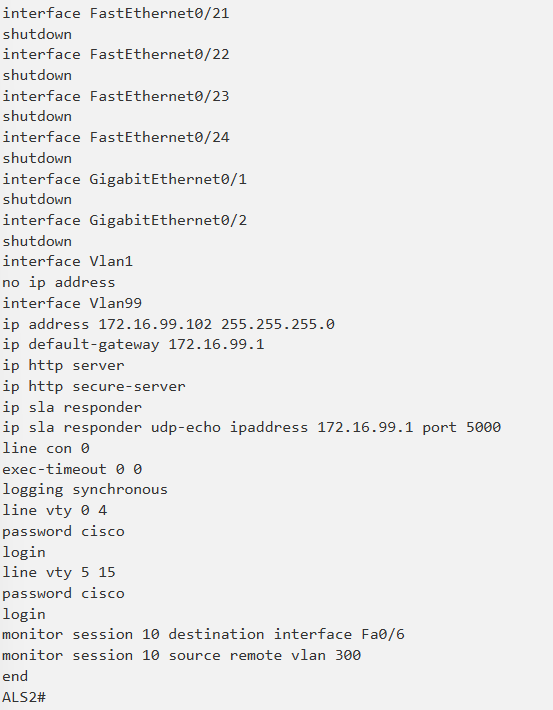 interface FastEthernet0/21
shutdown
interface FastEthernet0/22
shutdown
interface FastEthernet0/23
shutdown
interface FastEthernet0/24
shutdown
interface GigabitEthernet0/1
shutdown
interface GigabitEthernet0/2
shutdown
interface Vlan1
no ip address
interface Vlan99
ip address 172.16.99.102 255.255.255.0
ip default-gateway 172.16.99.1
ip http server
ip http secure-server
ip sla responder
ip sla responder udp-echo ipaddress 172.16.99.1 port 5000
line con 0
exec-timeout 0 0
logging synchronous
line vty 0 4
password cisco
login
line vty 5 15
password cisco
login
monitor session 10 destination interface Fa0/6
monitor session 10 source remote vlan 300
end
ALS2#